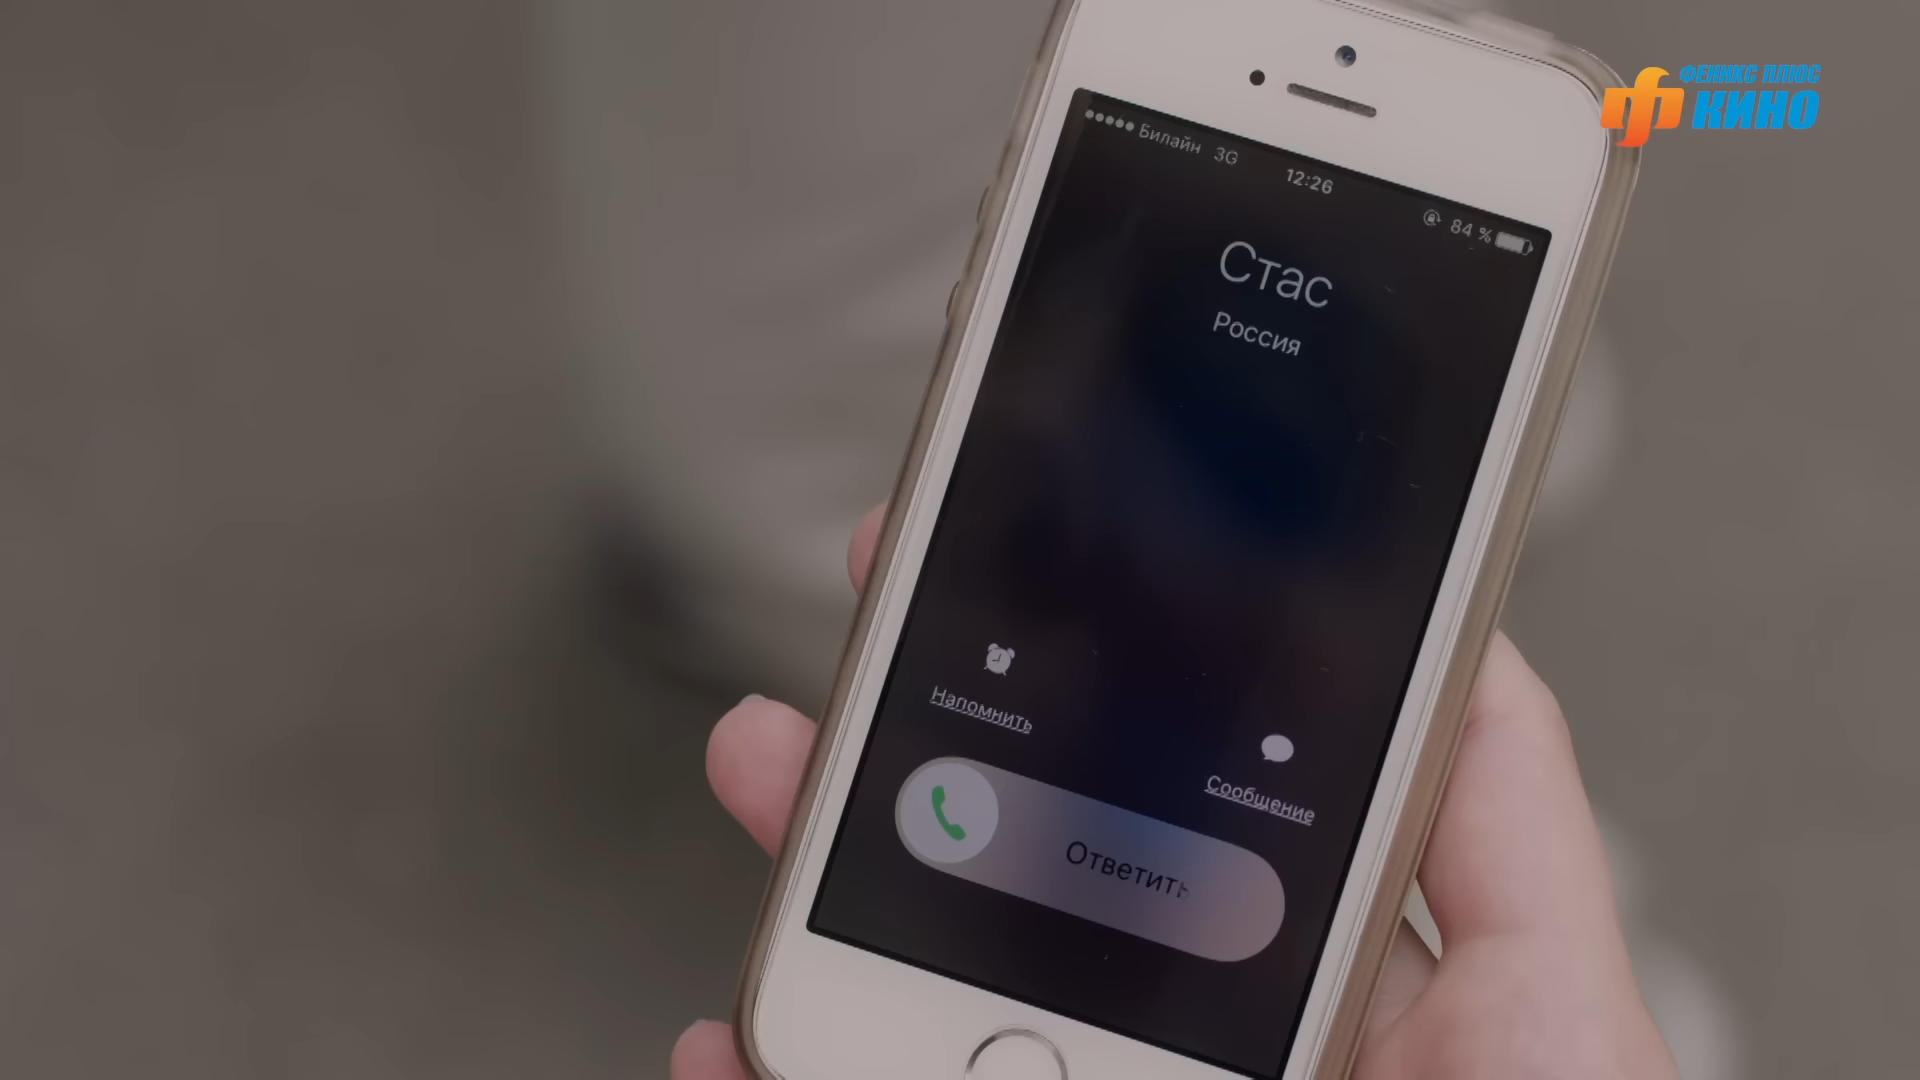 ФЕНИКС ПЛЮС
КИНО
Билайн 3G
12:26
84 %
Стас
Россия
Напомнить
Сообщение
Ответить